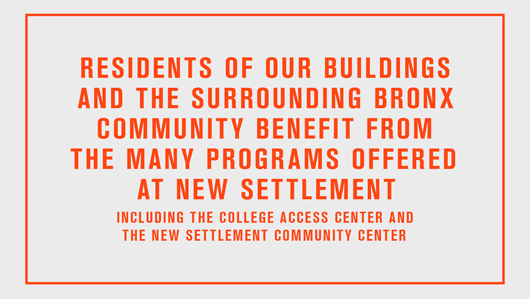 RESIDENTS OF OUR BUILDINGS
AND THE SURROUNDING BRONX
COMMUNITY BENEFIT FROM
THE MANY PROGRAMS OFFERED
AT NEW SETTLEMENT
INCLUDING THE COLLEGE ACCESS CENTER AND
THE NEW SETTLEMENT COMMUNITY CENTER